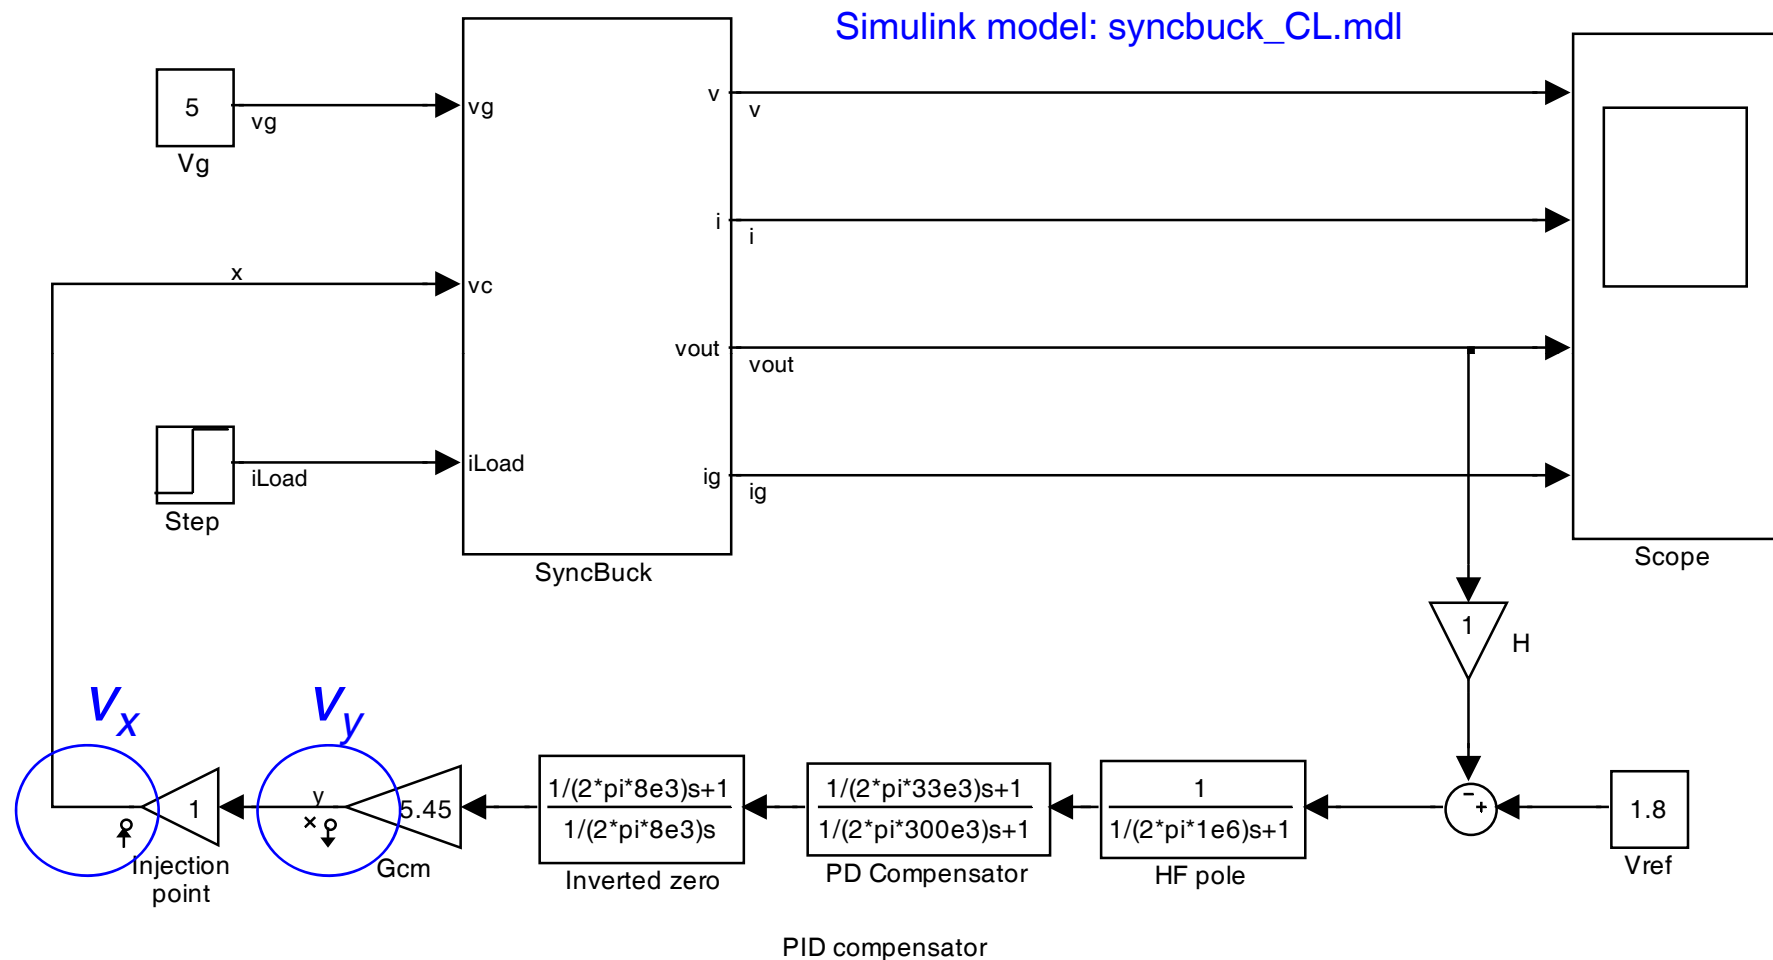 Simulink model: syncbuck_CL.mdl
5
vg
Vg
vg
v
v
i
i
x
vc
vout
vout
iLoad
Step
iLoad
ig
ig
SyncBuck
Scope
1
H
Vx
Vy
1
Injection
point
y
5.45
Gcm
1/(2*pi*8e3)s+1
1/(2*pi*8e3)s
Inverted zero
1/(2*pi*33e3)s+1
1/(2*pi*300e3)s+1
PD Compensator
1
1/(2*pi*1e6)s+1
HF pole
-
+
1.8
Vref
PID compensator